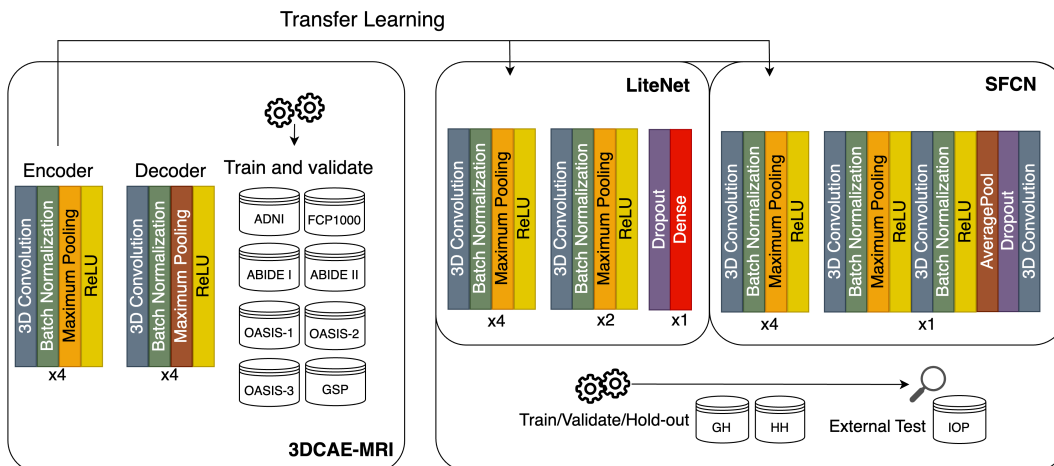 Transfer Learning
Encoder
3D Convolution
Batch Normalization
Maximum Pooling
ReLU
x4
Decoder
3D Convolution
Batch Normalization
Maximum Pooling
ReLU
x4
Train and validate
ADNI
FCP1000
ABIDE I
ABIDE II
OASIS-1
OASIS-2
OASIS-3
GSP
3DCAE-MRI
LiteNet
3D Convolution
Batch Normalization
Maximum Pooling
ReLU
x4
3D Convolution
Batch Normalization
Maximum Pooling
ReLU
x2
Dropout
Dense
x1
SFCN
3D Convolution
Batch Normalization
Maximum Pooling
ReLU
x4
3D Convolution
Batch Normalization
Maximum Pooling
ReLU
3D Convolution
Batch Normalization
ReLU
AveragePool
Dropout
3D Convolution
x1
Train/Validate/Hold-out
GH
HH
External Test
IOP